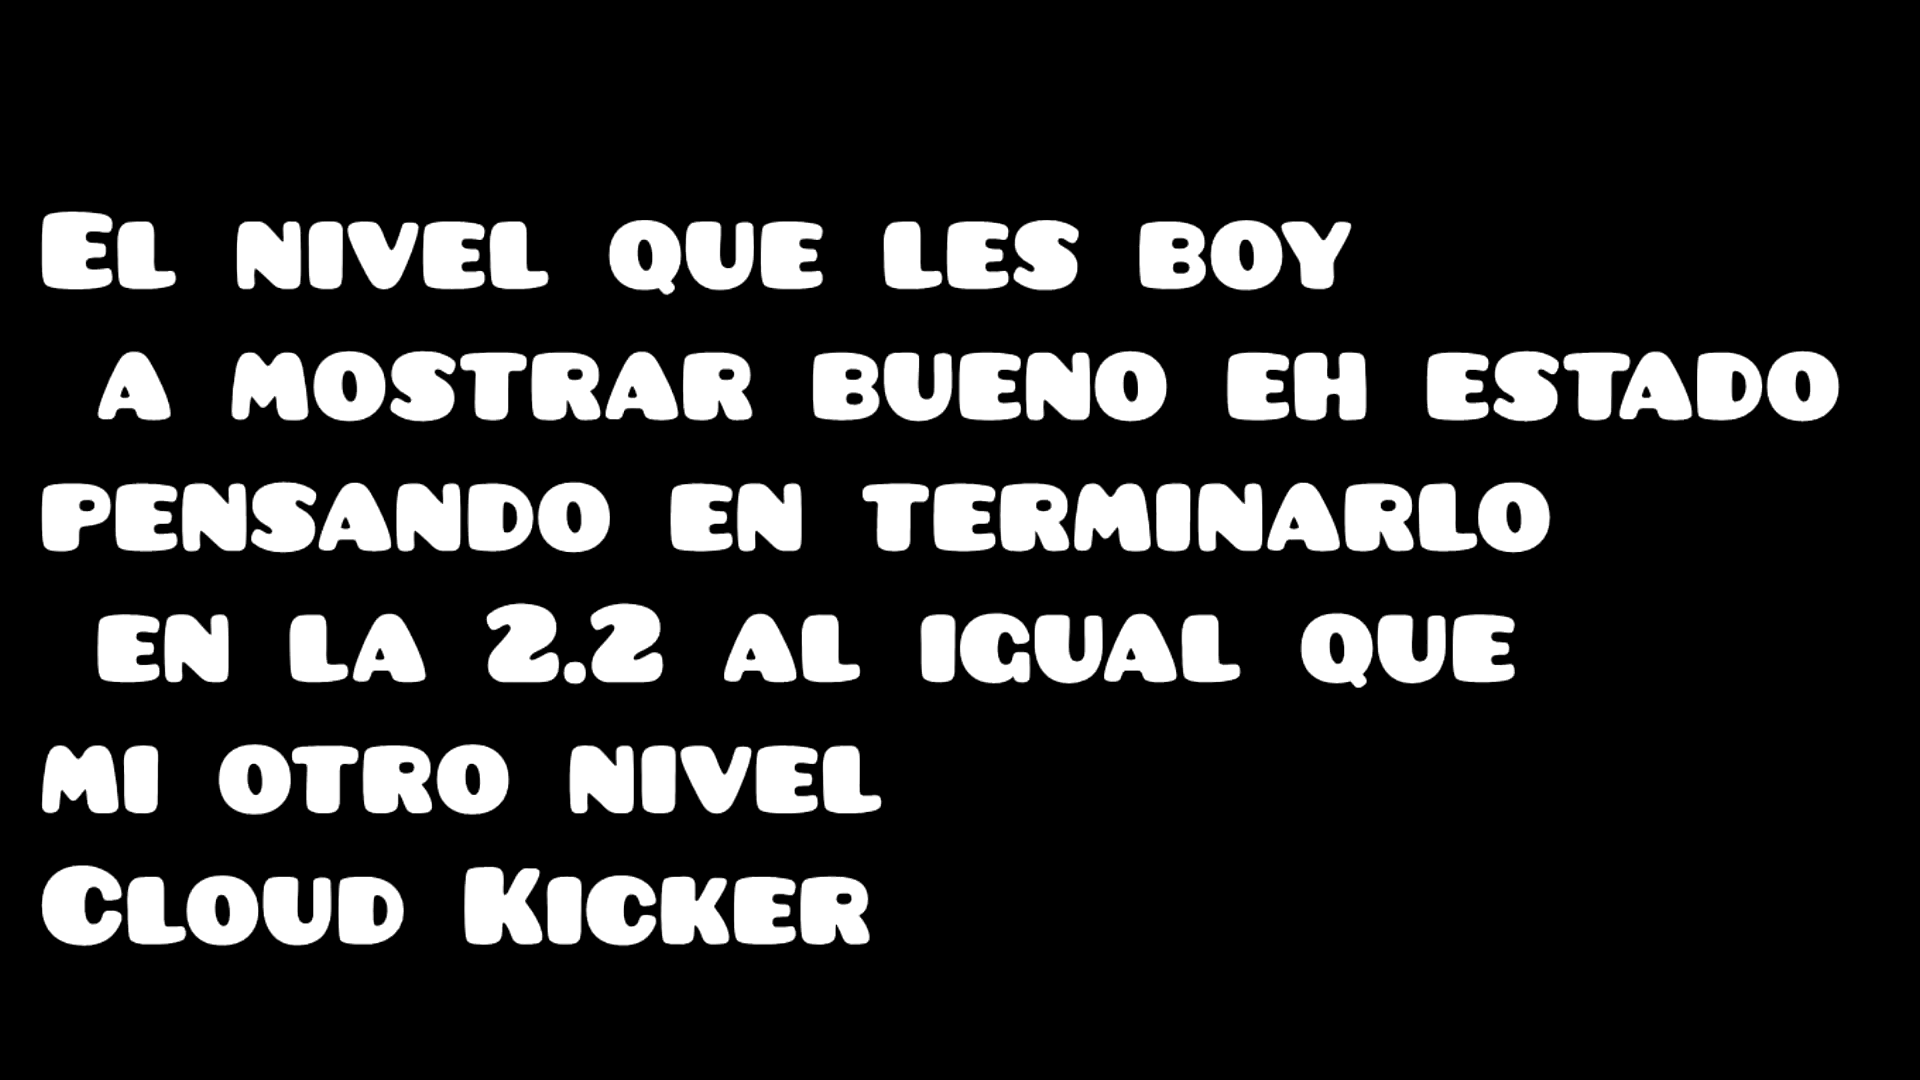 El nivel que les boy
a mostrar bueno eh estado
pensando en terminarlo
en la 2.2 al igual que
mi otro nivel
Cloud Kicker